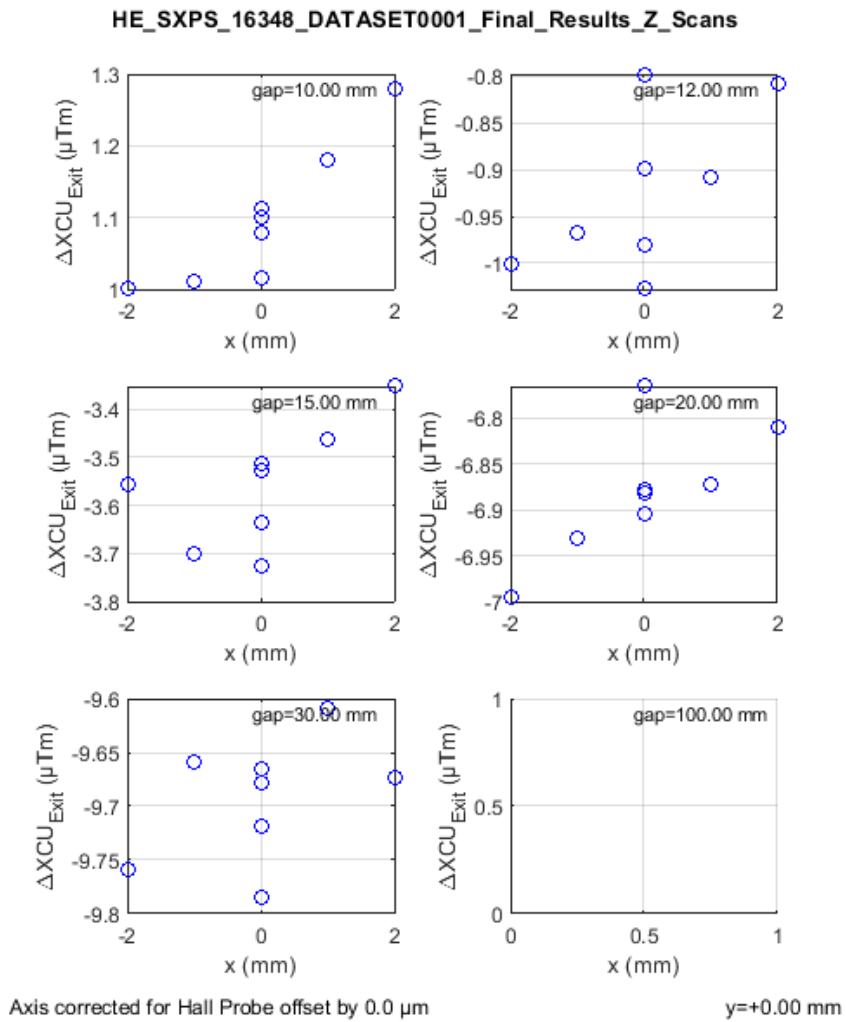 HE_SXPS_16348_DATASET0001_Final_Results_Z_Scans
gap=10.00 mm
ΔXCU_Exit (µTm)
1.3
1.2
1.1
1
-2
0
2
x (mm)
gap=12.00 mm
ΔXCU_Exit (µTm)
-0.8
-0.85
-0.9
-0.95
-1
-2
0
2
x (mm)
gap=15.00 mm
ΔXCU_Exit (µTm)
-3.4
-3.5
-3.6
-3.7
-3.8
-2
0
2
x (mm)
gap=20.00 mm
ΔXCU_Exit (µTm)
-6.8
-6.85
-6.9
-6.95
-7
-2
0
2
x (mm)
gap=30.00 mm
ΔXCU_Exit (µTm)
-9.6
-9.65
-9.7
-9.75
-9.8
-2
0
2
x (mm)
gap=100.00 mm
ΔXCU_Exit (µTm)
1
0.5
0
0
0.5
1
x (mm)
Axis corrected for Hall Probe offset by 0.0 µm
y=+0.00 mm